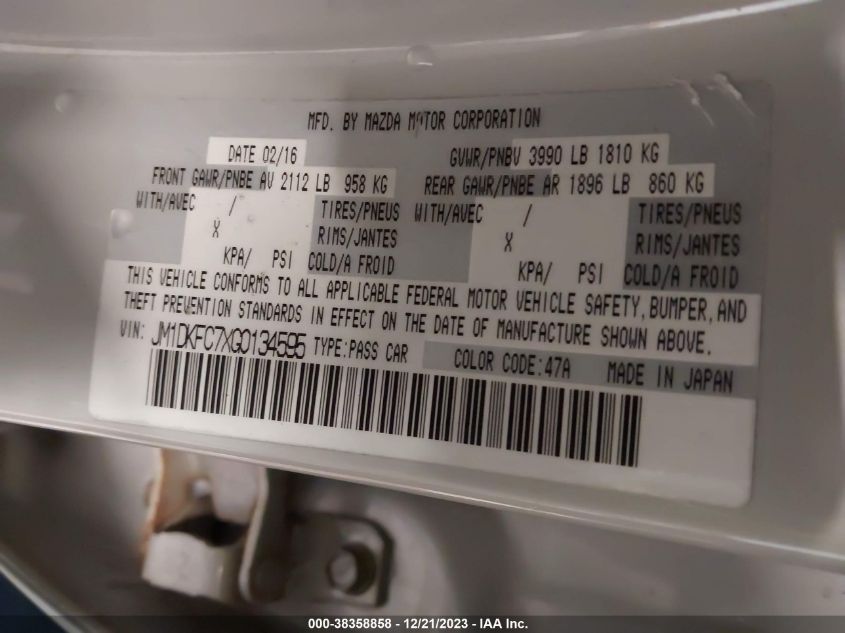 MFD. BY MAZDA MOTOR CORPORATION
DATE 02/16 GVWR/PNBV 3990 LB 1810 KG
FRONT GAWR/PNBE AV 2112 LB 958 KG REAR GAWR/PNBE AR 1896 LB 860 KG
WITH/AVEC / TIRES/PNEUS WITH/AVEC / TIRES/PNEUS
X RIMS/JANTES X RIMS/JANTES
KPA/ PSI COLD/A FROID KPA/ PSI COLD/A FROID
THIS VEHICLE CONFORMS TO ALL APPLICABLE FEDERAL MOTOR VEHICLE SAFETY,BUMPER,AND
THEFT PREVENTION STANDARDS IN EFFECT ON THE DATE OF MANUFACTURE SHOWN ABOVE.
VIN: JM1DKFC7XG0134595 TYPE:PASS CAR COLOR CODE:47A MADE IN JAPAN
000-38358858 - 12/21/2023 - IAA Inc.